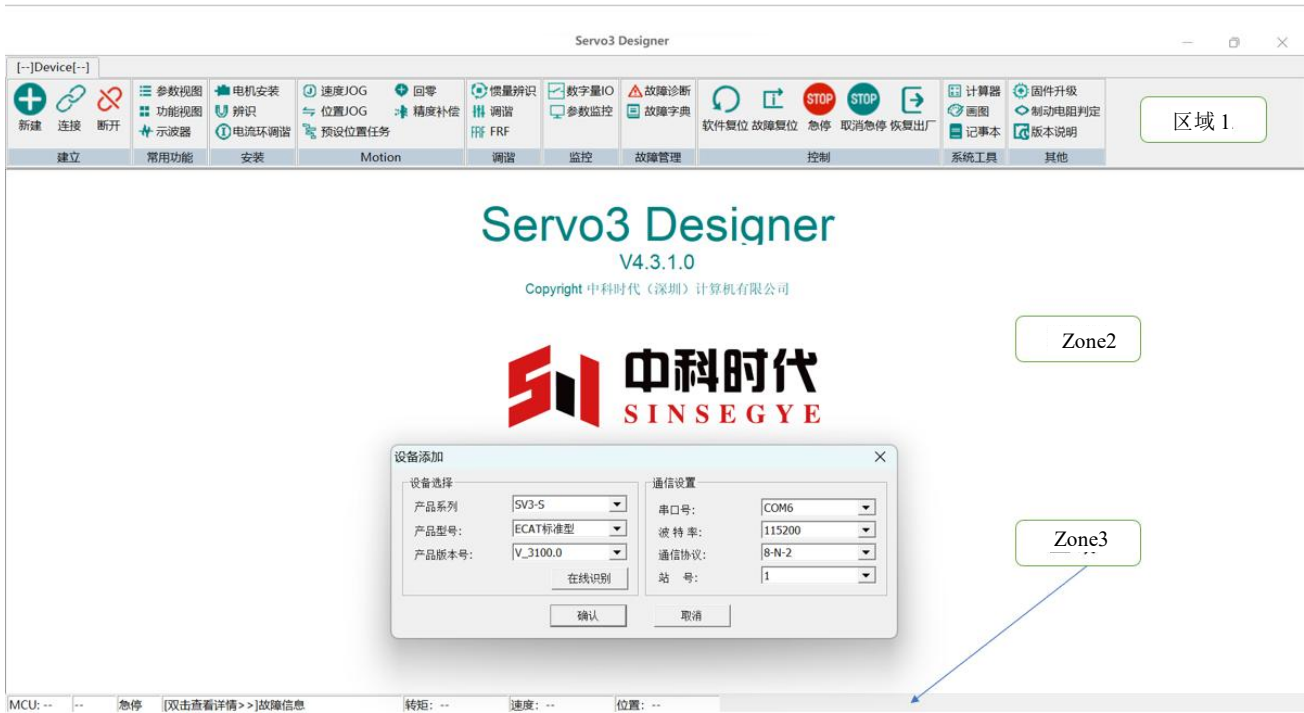 Servo3 Designer
[--]Device[--]
参数视图 电机安装 速度JOG 回零 惯量辨识 数字量IO 故障诊断 计算器 固件升级
功能视图 辨识 位置JOG 精度补偿 调谐 参数监控 故障字典 STOP STOP 画图 制动电阻判定
新建 连接 断开 示波器 电流环调谐 预设位置任务 FRF FRF 软件复位 故障复位 急停 取消急停 恢复出厂 记事本 版本说明
区域 1.
建立 常用功能 安装 Motion 调谐 监控 故障管理 控制 系统工具 其他
Servo3 Designer
V4.3.1.0
Copyright 中科时代（深圳）计算机有限公司
Zone2
中科时代
SINSEGYE
设备添加
设备选择 通信设置
产品系列 SV3-S 串口号: COM6
产品型号: ECAT标准型 波 特 率: 115200
产品版本号: V_3100.0 通信协议: 8-N-2
在线识别 站 号: 1
确认 取消
Zone3
MCU: -- -- 急停 [双击查看详情>>]故障信息 转矩: -- 速度: -- 位置: --